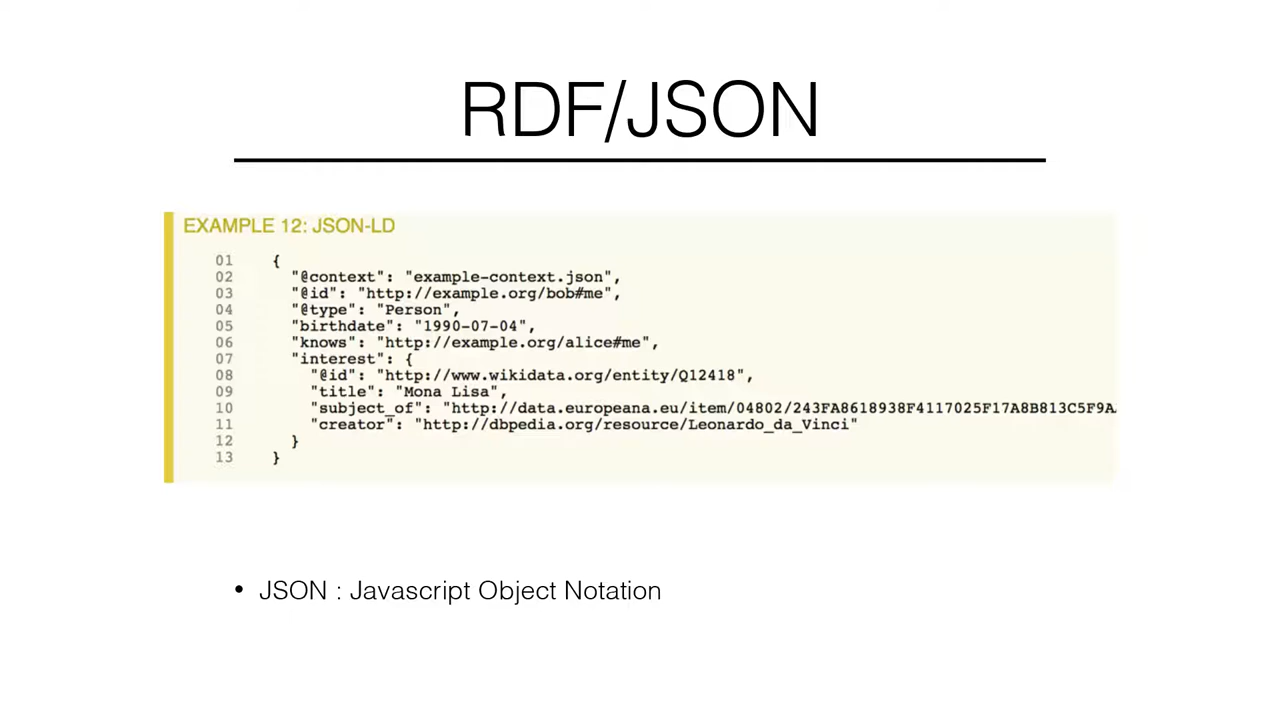 RDF/JSON
EXAMPLE 12: JSON-LD
01 {
02 "@context": "example-context.json",
03 "@id": "http://example.org/bob#me",
04 "@type": "Person",
05 "birthdate": "1990-07-04",
06 "knows": "http://example.org/alice#me",
07 "interest": {
08 "@id": "http://www.wikidata.org/entity/Q12418",
09 "title": "Mona Lisa",
10 "subject_of": "http://data.europeana.eu/item/04802/243FA8618938F4117025F17A8B813C5F9A
11 "creator": "http://dbpedia.org/resource/Leonardo_da_Vinci"
12 }
13 }
• JSON : Javascript Object Notation